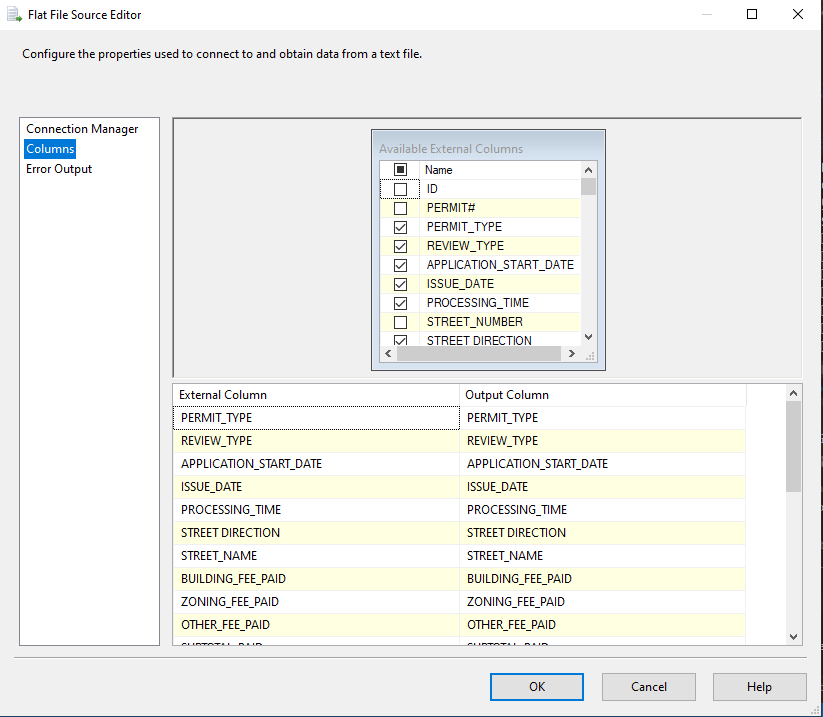 Flat File Source Editor
Configure the properties used to connect to and obtain data from a text file.
Connection Manager
Columns
Error Output
Available External Columns
Name
ID
PERMIT#
PERMIT_TYPE
REVIEW_TYPE
APPLICATION_START_DATE
ISSUE_DATE
PROCESSING_TIME
STREET_NUMBER
STREET DIRECTION
External Column Output Column
PERMIT_TYPE PERMIT_TYPE
REVIEW_TYPE REVIEW_TYPE
APPLICATION_START_DATE APPLICATION_START_DATE
ISSUE_DATE ISSUE_DATE
PROCESSING_TIME PROCESSING_TIME
STREET DIRECTION STREET DIRECTION
STREET_NAME STREET_NAME
BUILDING_FEE_PAID BUILDING_FEE_PAID
ZONING_FEE_PAID ZONING_FEE_PAID
OTHER_FEE_PAID OTHER_FEE_PAID
OK Cancel Help